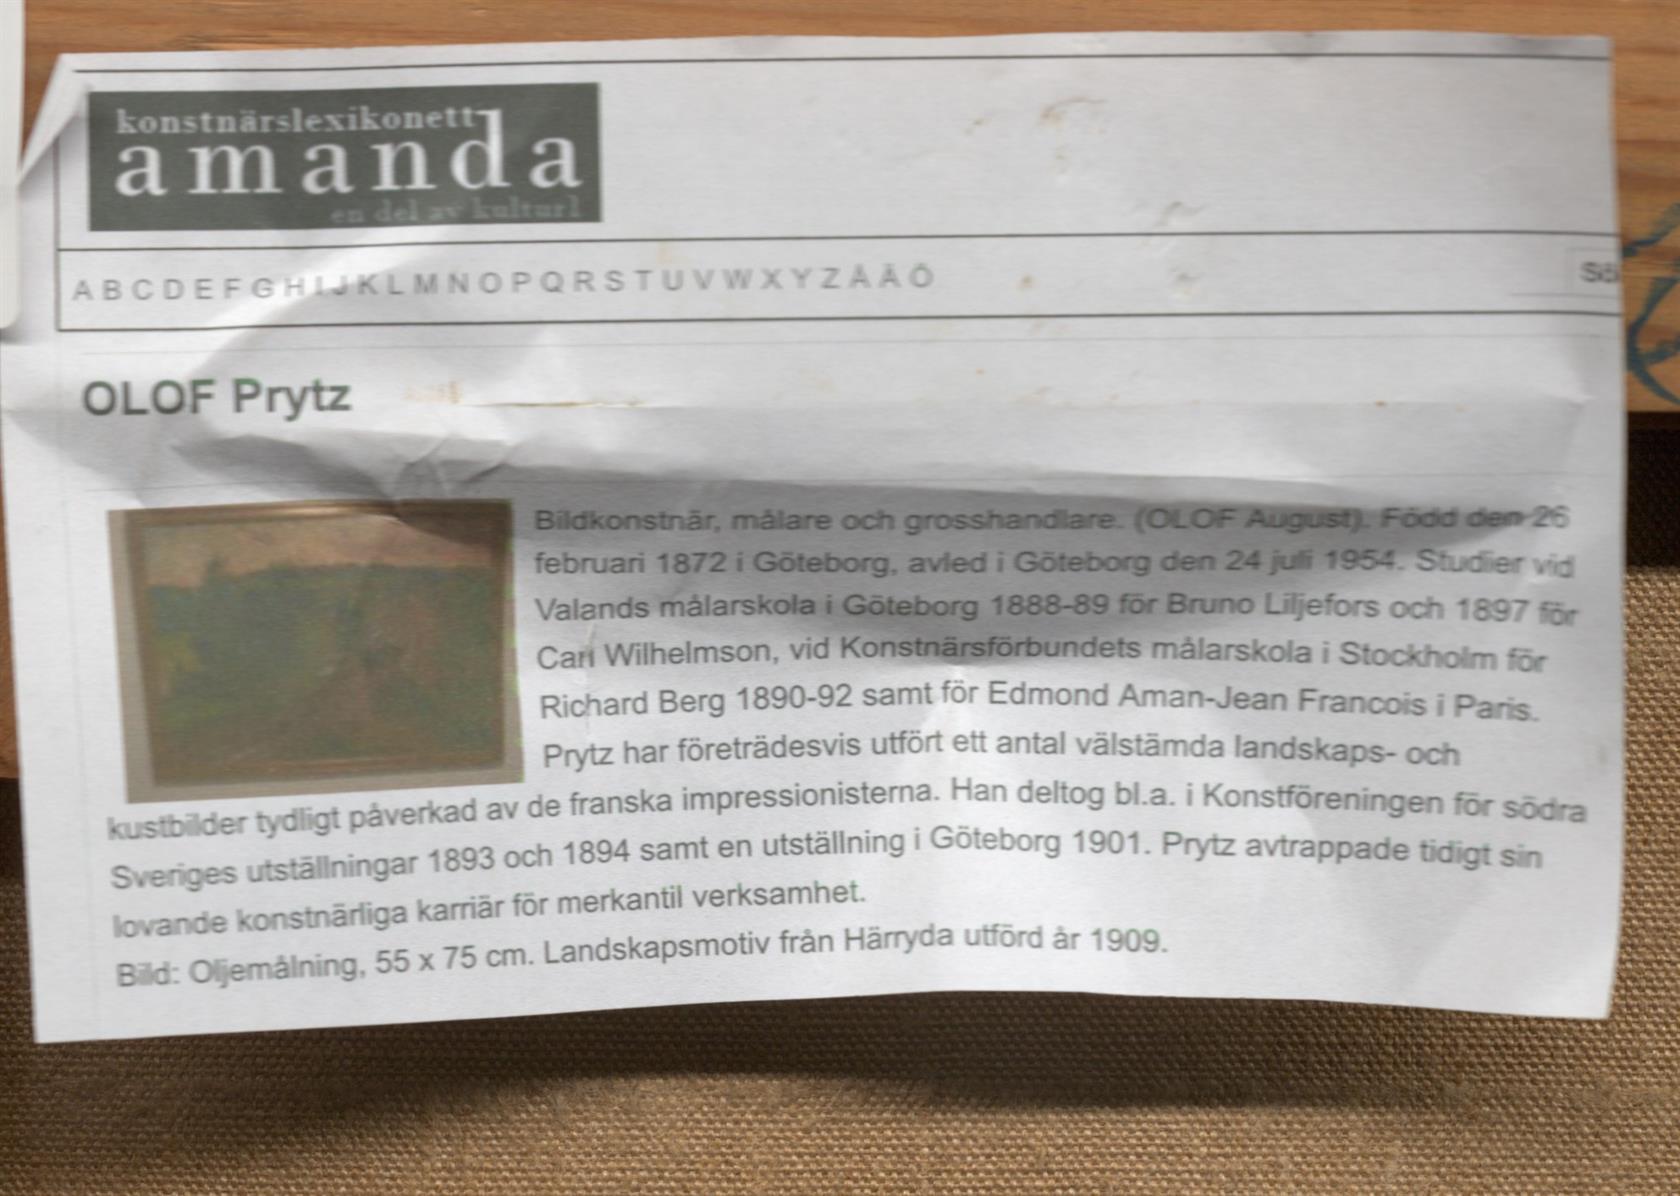 konstnärslexikonett
amanda
en del av kultur1
A B C D E F G H I J K L M N O P Q R S T U V W X Y Z Å Ä Ö
Sö
OLOF Prytz
Bildkonstnär, målare och grosshandlare. (OLOF August). Född den 26
februari 1872 i Göteborg, avled i Göteborg den 24 juli 1954. Studier vid
Valands målarskola i Göteborg 1888-89 för Bruno Liljefors och 1897 för
Carl Wilhelmson, vid Konstnärsförbundets målarskola i Stockholm för
Richard Berg 1890-92 samt för Edmond Aman-Jean Francois i Paris.
Prytz har företrädesvis utfört ett antal välstämda landskaps- och
kustbilder tydligt påverkad av de franska impressionisterna. Han deltog bl.a. i Konstföreningen för södra
Sveriges utställningar 1893 och 1894 samt en utställning i Göteborg 1901. Prytz avtrappade tidigt sin
lovande konstnärliga karriär för merkantil verksamhet.
Bild: Oljemålning, 55 x 75 cm. Landskapsmotiv från Härryda utförd år 1909.